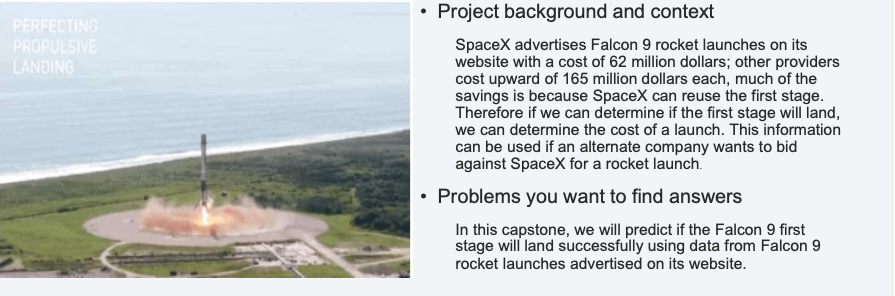 PERFECTING
PROPULSIVE
LANDING
• Project background and context
SpaceX advertises Falcon 9 rocket launches on its
website with a cost of 62 million dollars; other providers
cost upward of 165 million dollars each, much of the
savings is because SpaceX can reuse the first stage.
Therefore if we can determine if the first stage will land,
we can determine the cost of a launch. This information
can be used if an alternate company wants to bid
against SpaceX for a rocket launch.
• Problems you want to find answers
In this capstone, we will predict if the Falcon 9 first
stage will land successfully using data from Falcon 9
rocket launches advertised on its website.